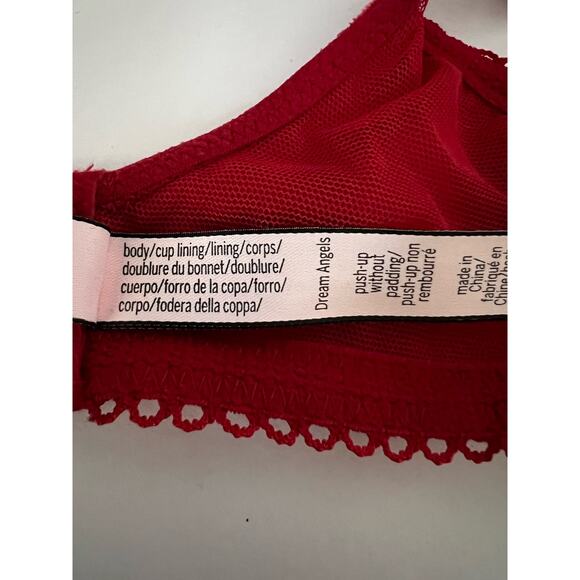 body/cup lining/lining/corps/
doublure du bonnet/doublure/
cuerpo/forro de la copa/forro/
corpo/fodera della coppa/
Dream Angels
push-up
without
padding/
push-up non
rembourré
made in
China/
fabriqué en